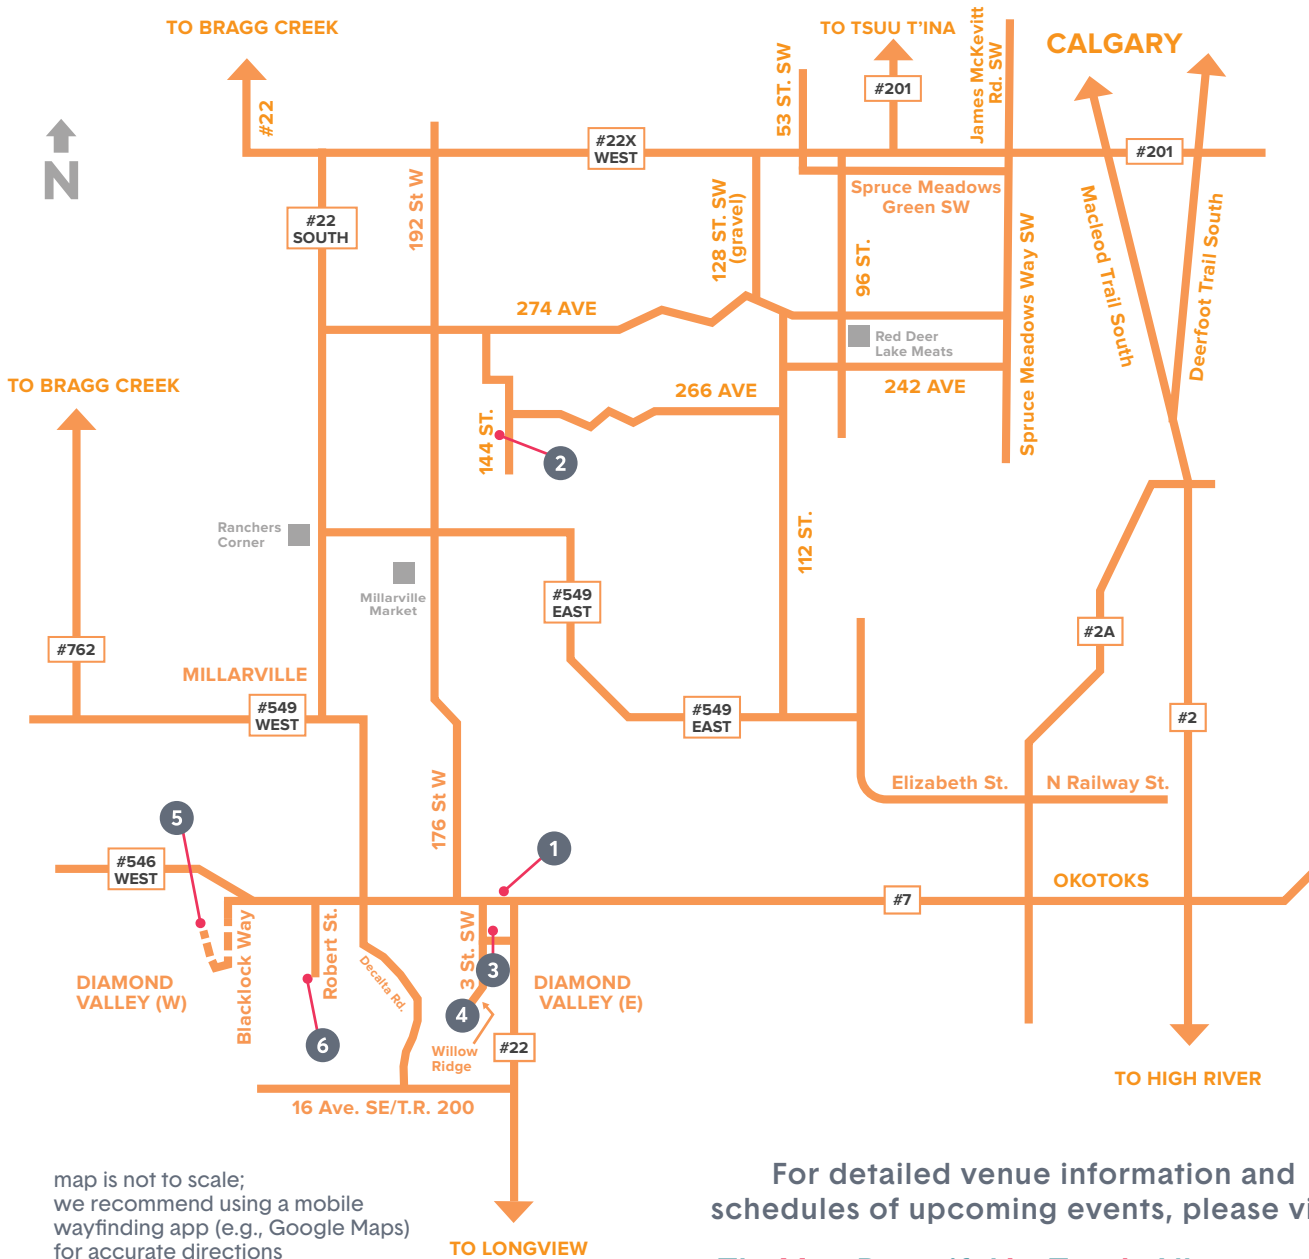 TO BRAGG CREEK
TO TSUU T'INA
CALGARY
#22
53 ST. SW
#201
James McKevitt
Rd. SW
N
#22X
WEST
#201
192 St W
#22
SOUTH
128 ST. SW
(gravel)
Spruce Meadows
Green SW
96 ST.
Spruce Meadows Way SW
Macleod Trail South
Deerfoot Trail South
274 AVE
Red Deer
Lake Meats
TO BRAGG CREEK
266 AVE
242 AVE
144 ST.
2
Ranchers
Corner
112 ST.
Millarville
Market
#549
EAST
#2A
#762
MILLARVILLE
#549
WEST
#549
EAST
#2
176 St W
Elizabeth St.
N Railway St.
5
1
#546
WEST
OKOTOKS
#7
Blacklock Way
Robert St.
3 St. SW
Decalta Rd.
3
DIAMOND
VALLEY (W)
DIAMOND
VALLEY (E)
4
6
Willow
Ridge
#22
TO HIGH RIVER
16 Ave. SE/T.R. 200
map is not to scale;
we recommend using a mobile
wayfinding app (e.g., Google Maps)
for accurate directions
For detailed venue information and
schedules of upcoming events, please vi
TO LONGVIEW